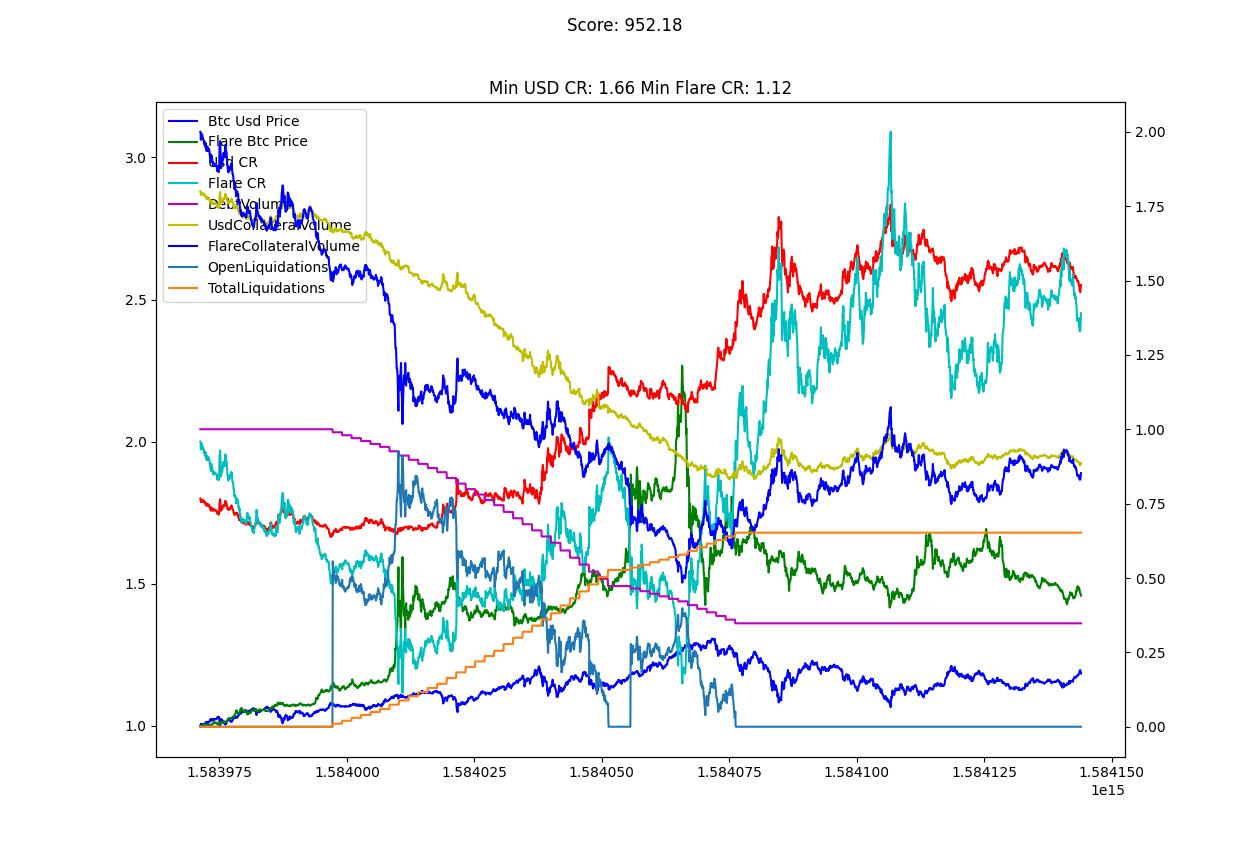 Score: 952.18
Min USD CR: 1.66 Min Flare CR: 1.12
Btc Usd Price
Flare Btc Price
Usd CR
Flare CR
DebtVolume
UsdCollateralVolume
FlareCollateralVolume
OpenLiquidations
TotalLiquidations
3.0
2.5
2.0
1.5
1.0
2.00
1.75
1.50
1.25
1.00
0.75
0.50
0.25
0.00
1.583975 1.584000 1.584025 1.584050 1.584075 1.584100 1.584125 1.584150
1e15